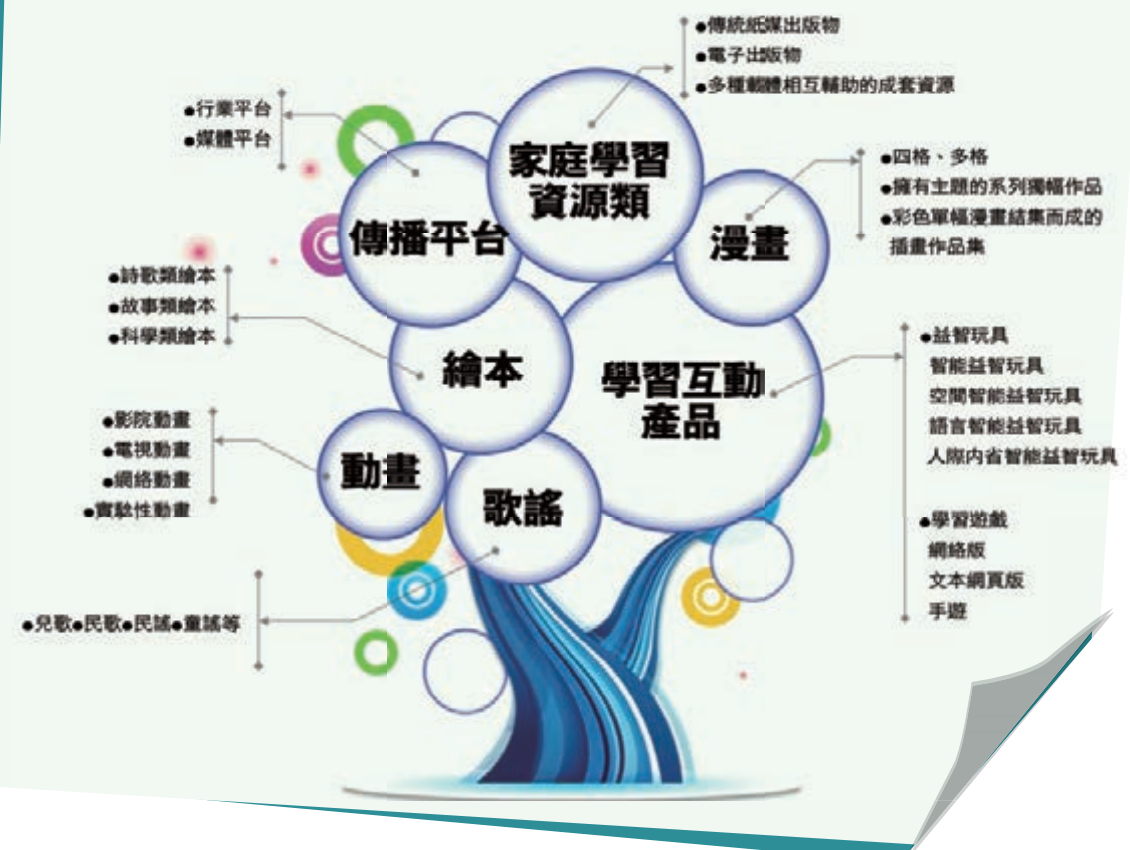 ●傳統紙媒出版物
●電子出版物
●多種載體相互輔助的成套資源
家庭學習
資源類
●行業平台
●媒體平台
傳播平台
●四格、多格
●擁有主題的系列獨幅作品
●彩色單幅漫畫結集而成的
插畫作品集
漫畫
●詩歌類繪本
●故事類繪本
●科學類繪本
繪本
●益智玩具
智能益智玩具
空間智能益智玩具
語言智能益智玩具
人際内省智能益智玩具
●學習遊戲
網絡版
文本網頁版
手遊
學習互動
產品
●影院動畫
●電視動畫
●網絡動畫
●實驗性動畫
動畫
歌謠
●兒歌●民歌●民謠●童謠等